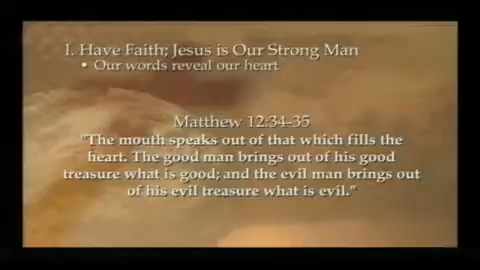 I. Have Faith; Jesus is Our Strong Man
• Our words reveal our heart
Matthew 12:34-35
"The mouth speaks out of that which fills the
heart. The good man brings out of his good
treasure what is good; and the evil man brings out
of his evil treasure what is evil."